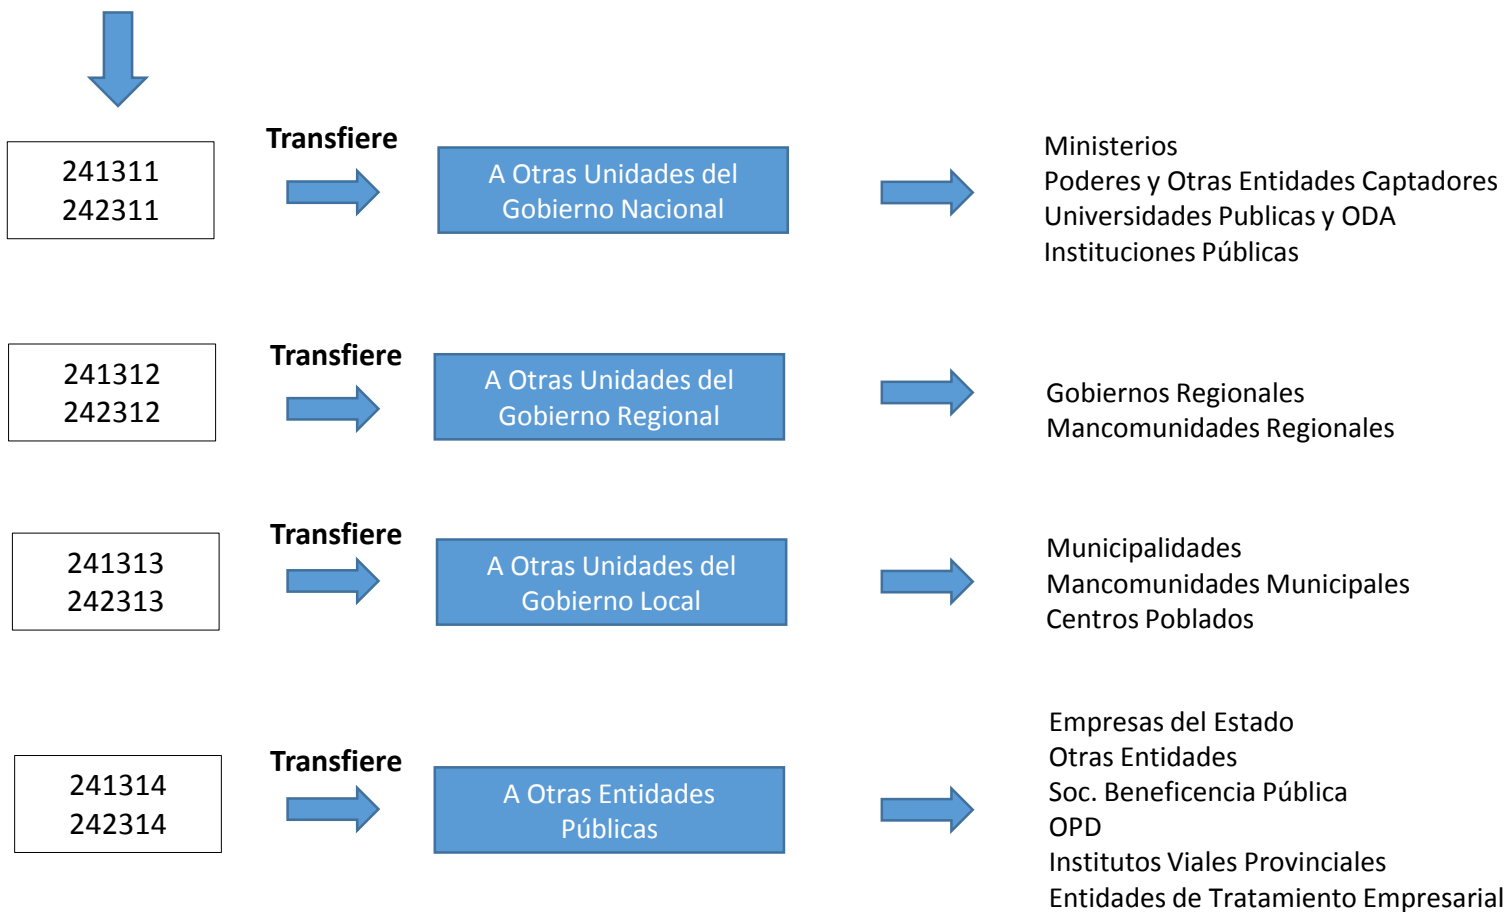 241311
242311
Transfiere
A Otras Unidades del
Gobierno Nacional
Ministerios
Poderes y Otras Entidades Captadores
Universidades Publicas y ODA
Instituciones Públicas
241312
242312
Transfiere
A Otras Unidades del
Gobierno Regional
Gobiernos Regionales
Mancomunidades Regionales
241313
242313
Transfiere
A Otras Unidades del
Gobierno Local
Municipalidades
Mancomunidades Municipales
Centros Poblados
241314
242314
Transfiere
A Otras Entidades
Públicas
Empresas del Estado
Otras Entidades
Soc. Beneficencia Pública
OPD
Institutos Viales Provinciales
Entidades de Tratamiento Empresarial